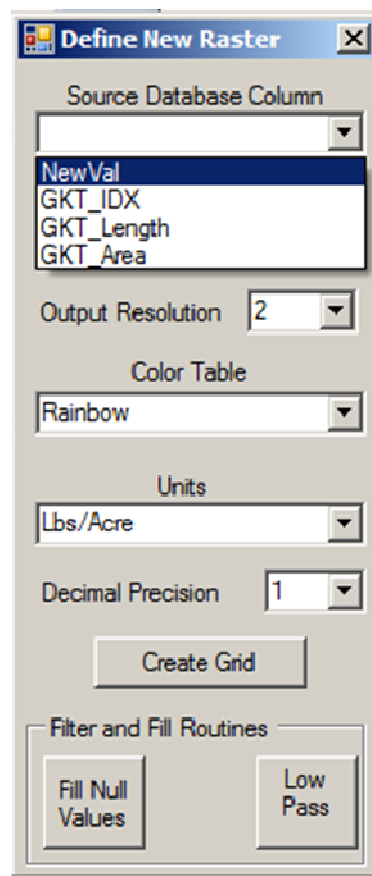 Define New Raster
Source Database Column
NewVal
GKT_IDX
GKT_Length
GKT_Area
Output Resolution 2
Color Table
Rainbow
Units
Lbs/Acre
Decimal Precision 1
Create Grid
Filter and Fill Routines
Fill Null
Values
Low
Pass